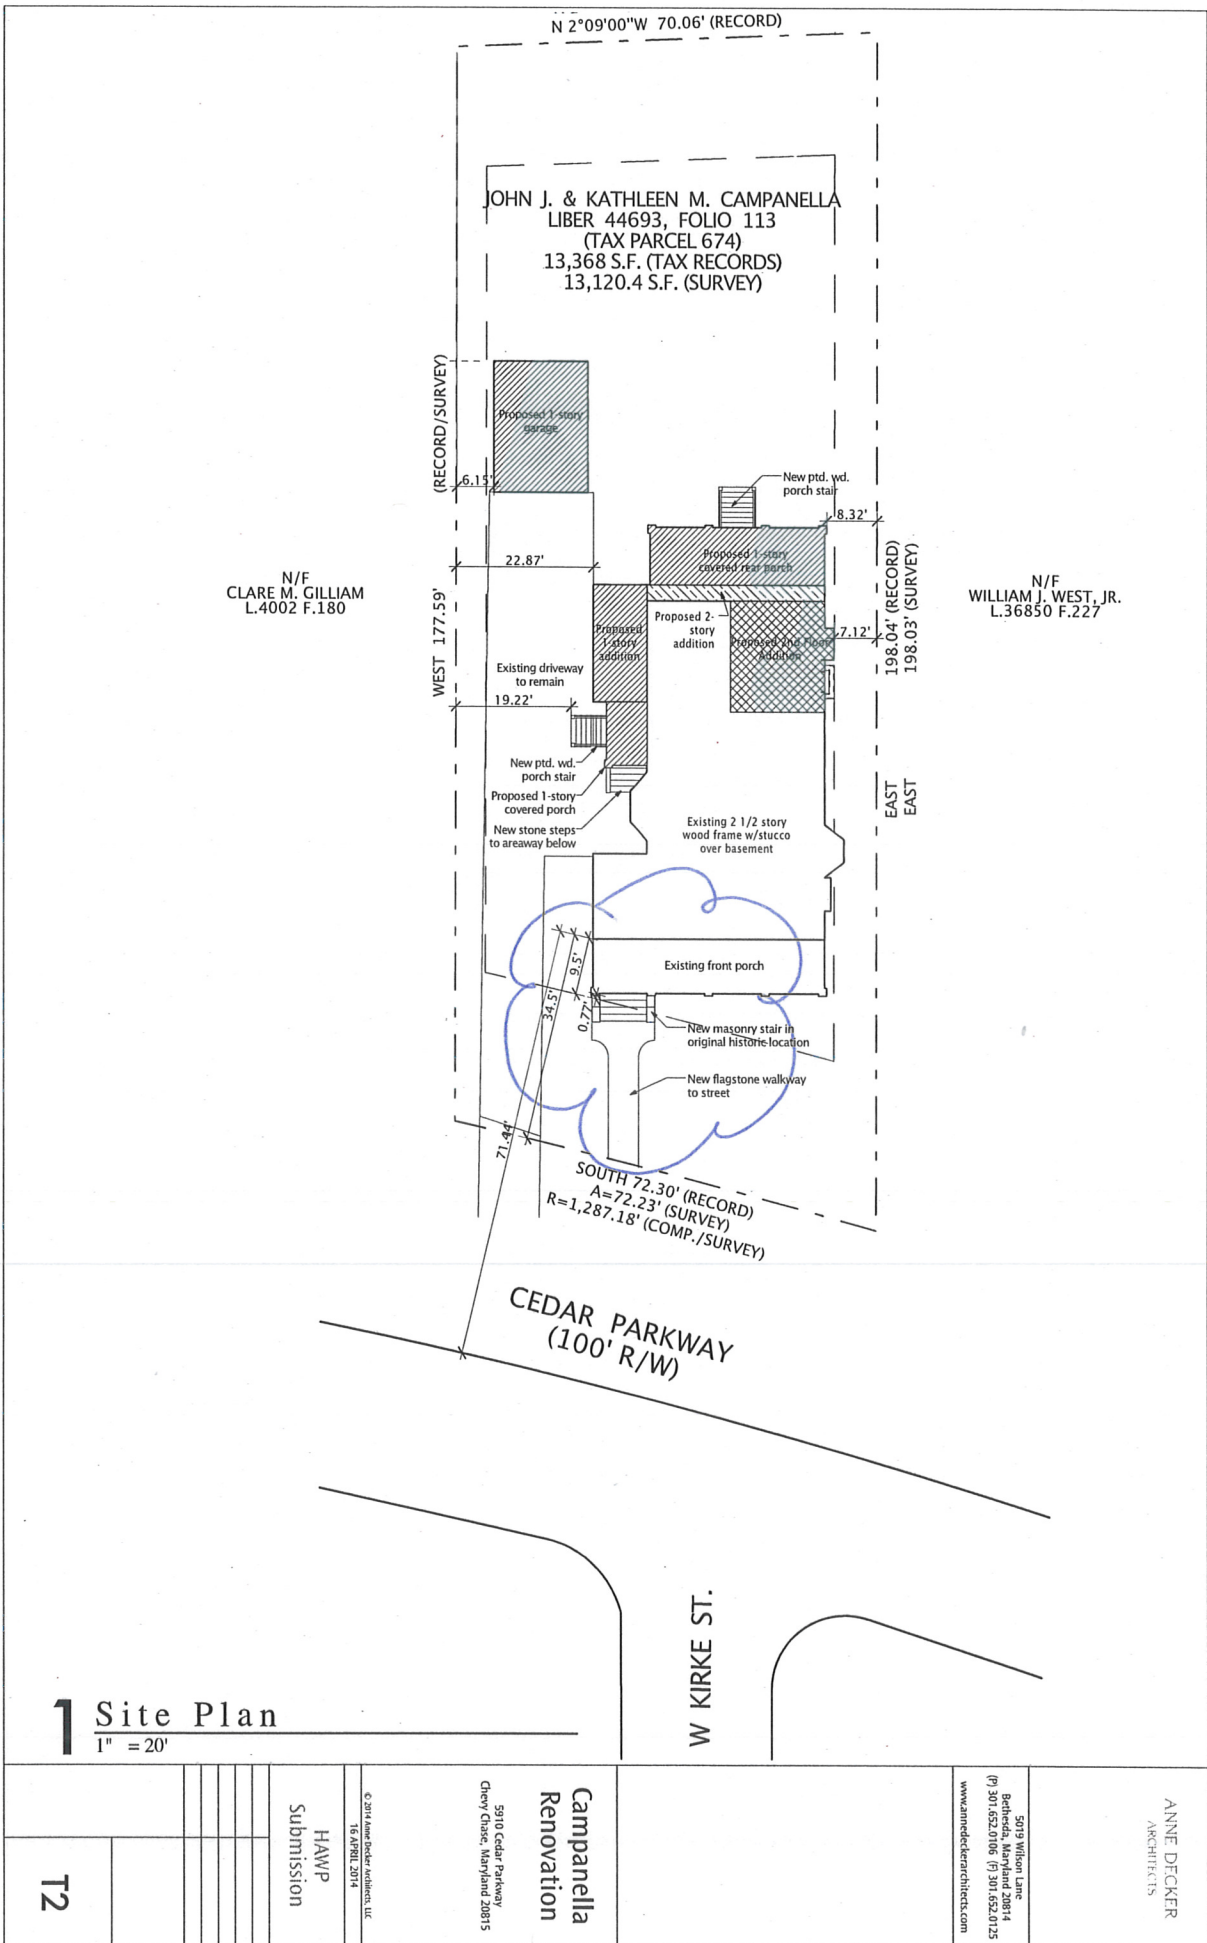 N 2°09'00"W 70.06' (RECORD)
JOHN J. & KATHLEEN M. CAMPANELLA
LIBER 44693, FOLIO 113
(TAX PARCEL 674)
13,368 S.F. (TAX RECORDS)
13,120.4 S.F. (SURVEY)
(RECORD/SURVEY)
WEST 177.59'
Proposed 1-story
garage
6.15'
New ptd. wd.
porch stair
8.32'
22.87'
Proposed 1-story
covered rear porch
N/F
CLARE M. GILLIAM
L.4002 F.180
198.04' (RECORD)
198.03' (SURVEY)
EAST
EAST
N/F
WILLIAM J. WEST, JR.
L.36850 F.227
Proposed
1-story
addition
Proposed 2-
story
addition
Proposed 2nd Floor
Addition
7.12'
Existing driveway
to remain
19.22'
New ptd. wd.
porch stair
Proposed 1-story
covered porch
New stone steps
to areaway below
Existing 2 1/2 story
wood frame w/stucco
over basement
Existing front porch
9.5'
34.5'
0.77'
71.44'
New masonry stair in
original historic location
New flagstone walkway
to street
SOUTH 72.30' (RECORD)
A=72.23' (SURVEY)
R=1,287.18' (COMP./SURVEY)
CEDAR PARKWAY
(100' R/W)
W KIRKE ST.
1 Site Plan
1" = 20'
T2
HAWP
Submission
© 2014 Anne Decker Architects, LLC
16 APRIL 2014
Campanella
Renovation
5910 Cedar Parkway
Chevy Chase, Maryland 20815
5019 Wilson Lane
Bethesda, Maryland 20814
(P) 301.652.0106 (F) 301.652.0125
www.annedeckerarchitects.com
ANNE DECKER
ARCHITECTS